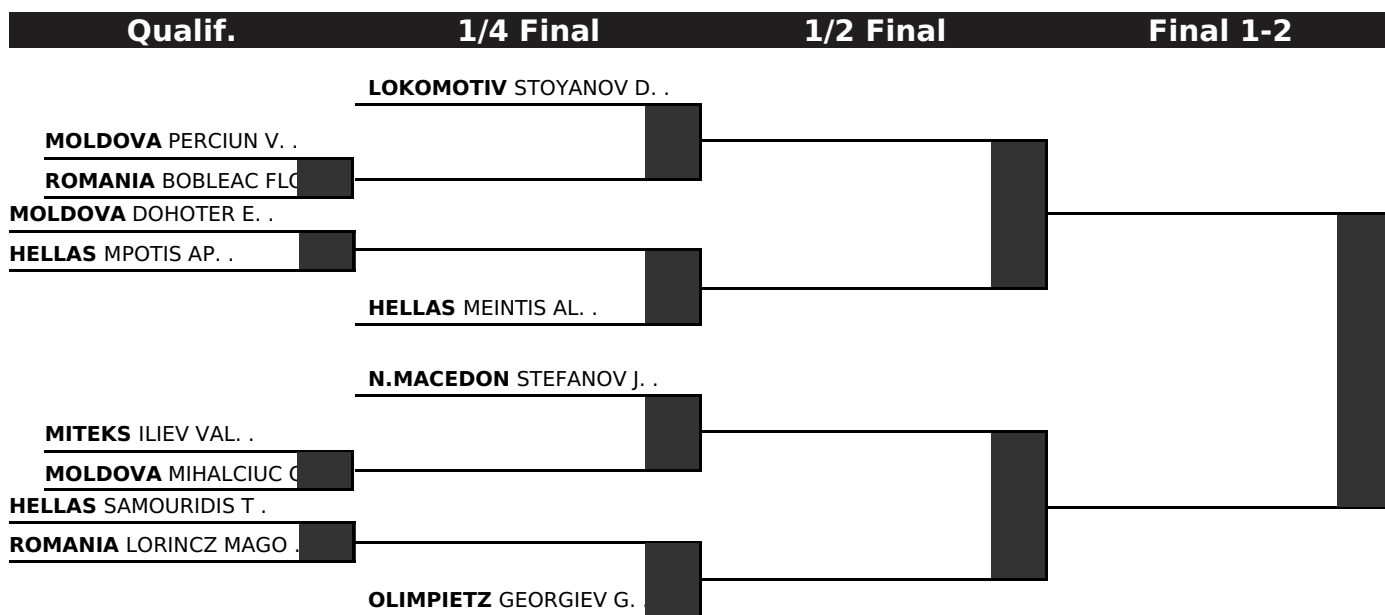 Qualif. 1/4 Final 1/2 Final Final 1-2
LOKOMOTIV STOYANOV D. .
MOLDOVA PERCIUN V. .
ROMANIA BOBLEAC
MOLDOVA DOHOTER E. .
HELLAS MPOTIS AP. .
HELLAS MEINTIS AL. .
N.MACEDON STEFANOV J. .
MITEKS ILIEV VAL. .
MOLDOVA MIHALCIUC
HELLAS SAMOURIDIS T .
ROMANIA LORINCZ MAGO .
OLIMPIETZ GEORGIEV G. .